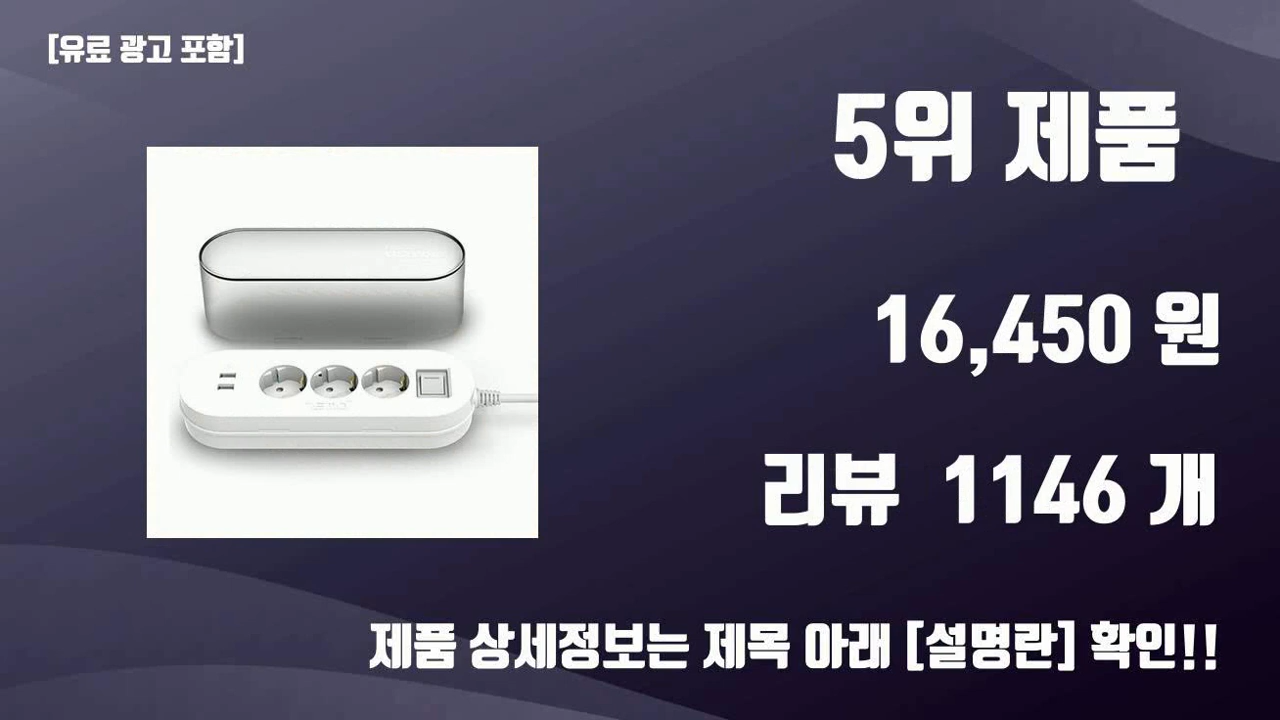 [유료 광고 포함]
5위 제품
16,450 원
리뷰 1146 개
제품 상세정보는 제목 아래 [설명란] 확인!!